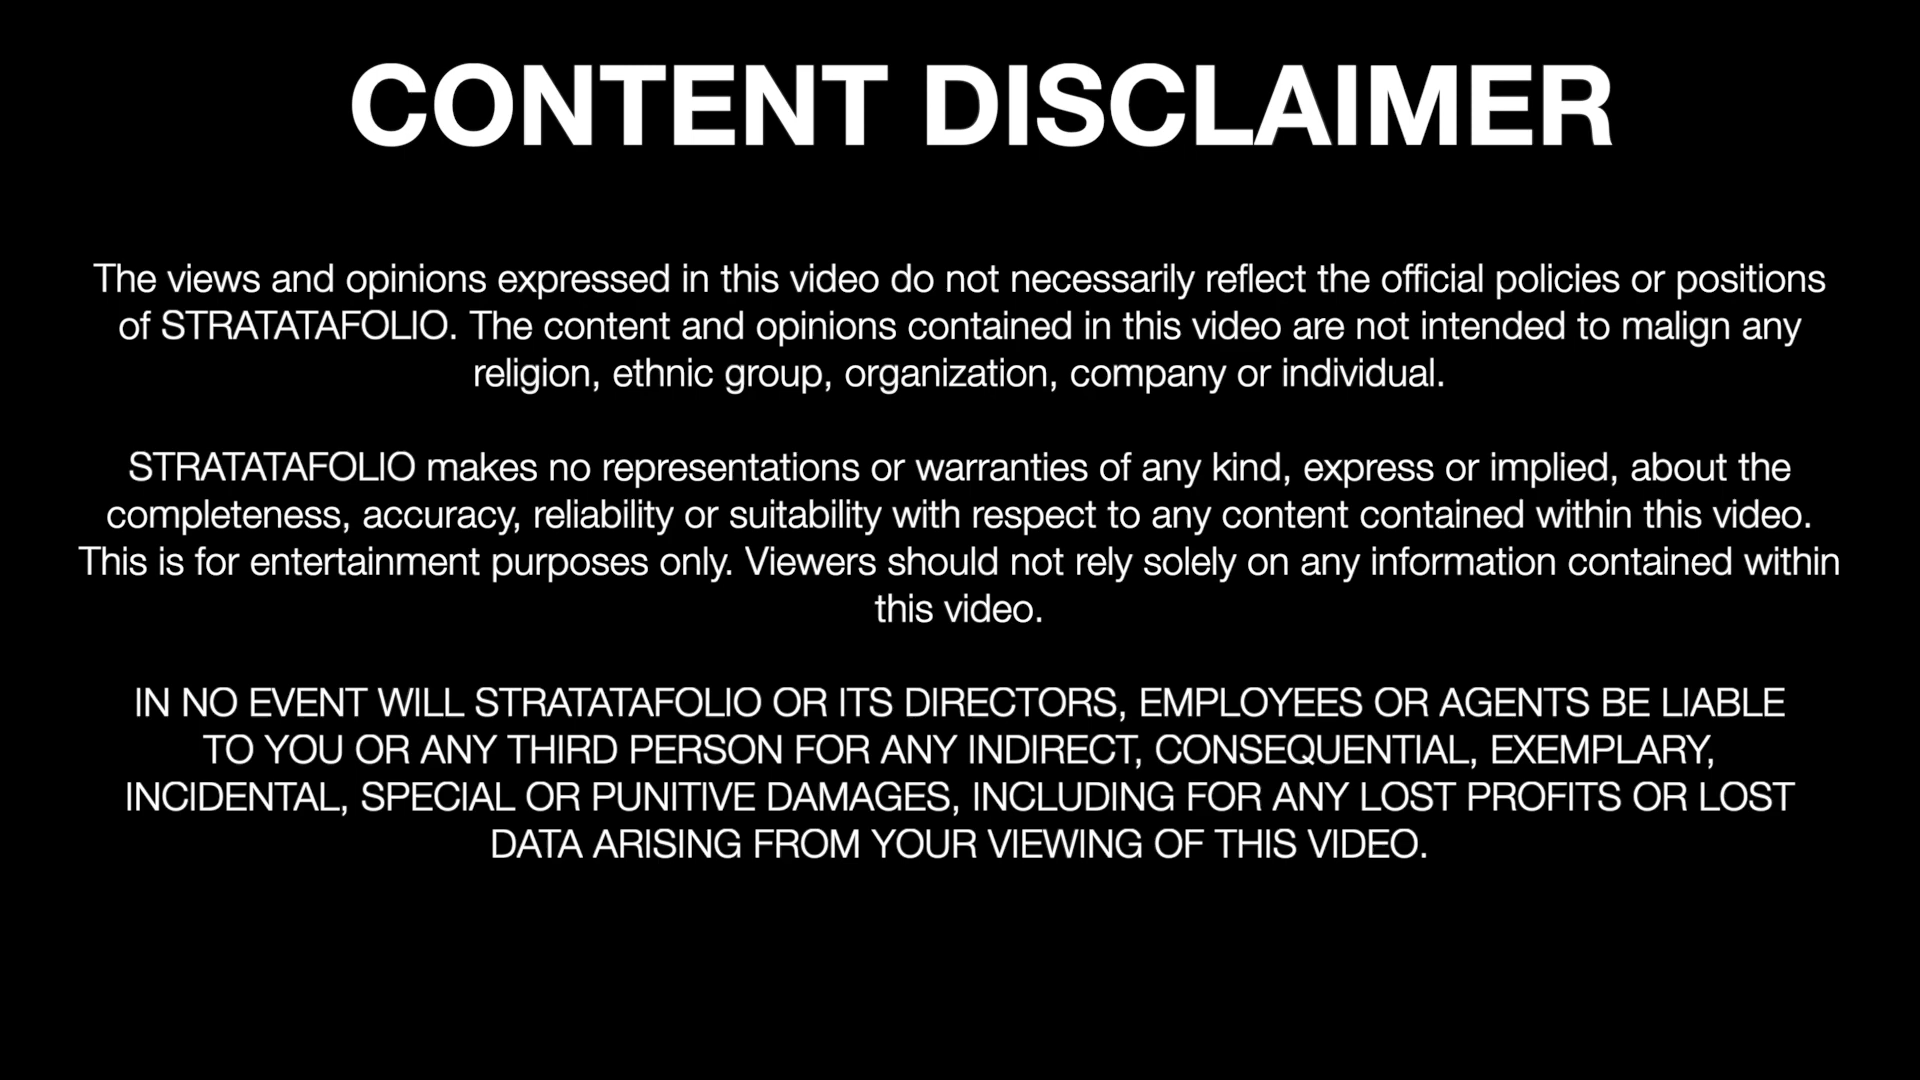 CONTENT DISCLAIMER
The views and opinions expressed in this video do not necessarily reflect the official policies or positions
of STRATATAFOLIO. The content and opinions contained in this video are not intended to malign any
religion, ethnic group, organization, company or individual.
STRATATAFOLIO makes no representations or warranties of any kind, express or implied, about the
completeness, accuracy, reliability or suitability with respect to any content contained within this video.
This is for entertainment purposes only. Viewers should not rely solely on any information contained within
this video.
IN NO EVENT WILL STRATATAFOLIO OR ITS DIRECTORS, EMPLOYEES OR AGENTS BE LIABLE
TO YOU OR ANY THIRD PERSON FOR ANY INDIRECT, CONSEQUENTIAL, EXEMPLARY,
INCIDENTAL, SPECIAL OR PUNITIVE DAMAGES, INCLUDING FOR ANY LOST PROFITS OR LOST
DATA ARISING FROM YOUR VIEWING OF THIS VIDEO.